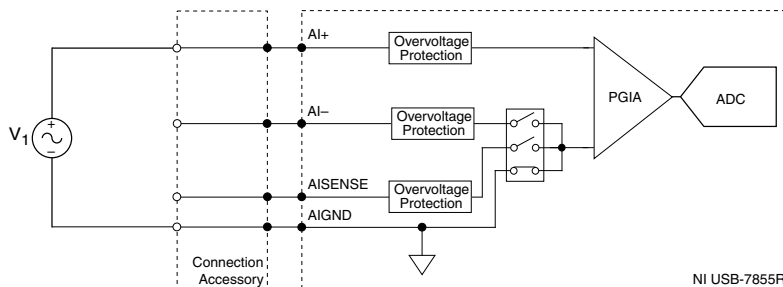 AI+
Overvoltage
Protection
PGIA
ADC
AI–
Overvoltage
Protection
V1
+
–
AISENSE
Overvoltage
Protection
AIGND
Connection
Accessory
NI USB-7855R